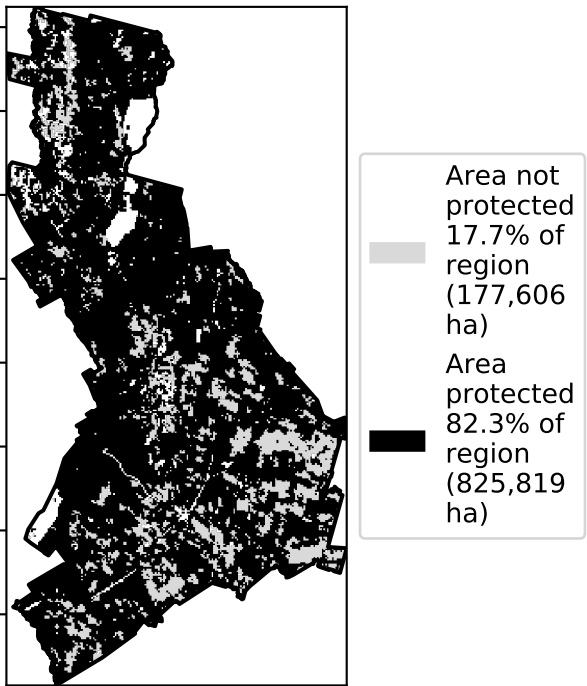 Area not
protected
17.7% of
region
(177,606
ha)
Area
protected
82.3% of
region
(825,819
ha)